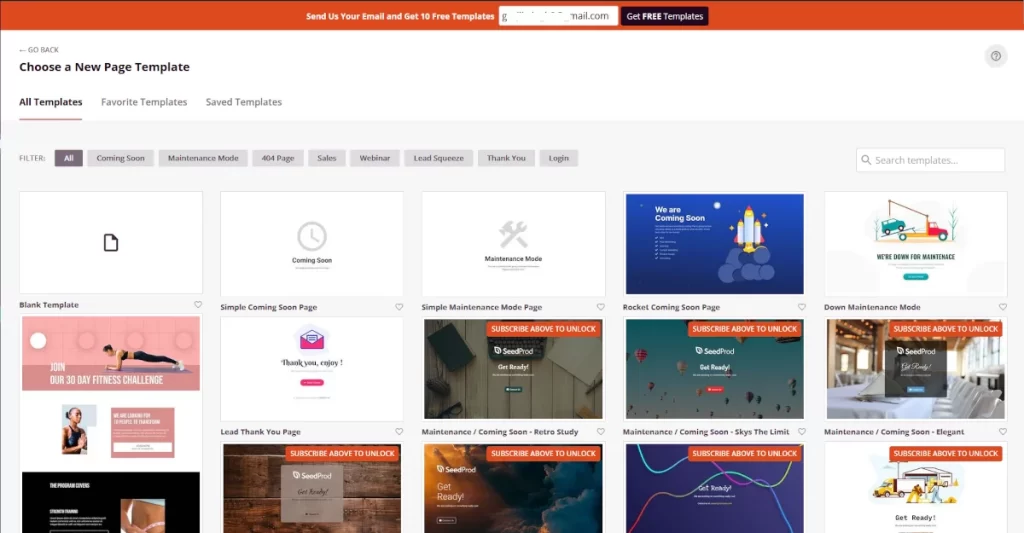 Send Us Your Email and Get 10 Free Templates
mail.com
Get FREE Templates
← GO BACK
Choose a New Page Template
All Templates
Favorite Templates
Saved Templates
FILTER:
All
Coming Soon
Maintenance Mode
404 Page
Sales
Webinar
Lead Squeeze
Thank You
Login
Search templates...
Coming Soon
Maintenance Mode
We are
Coming Soon
WE'RE DOWN FOR MAINTENACE
Blank Template
Simple Coming Soon Page
Simple Maintenance Mode Page
Rocket Coming Soon Page
Down Maintenance Mode
JOIN
OUR 30 DAY FITNESS CHALLENGE
WE ARE LOOKING FOR
10 PEOPLE TO TRANSFORM
Thank you, enjoy !
SUBSCRIBE ABOVE TO UNLOCK
SeedProd
Get Ready!
SUBSCRIBE ABOVE TO UNLOCK
SeedProd
Get Ready!
SUBSCRIBE ABOVE TO UNLOCK
SeedProd
Get Ready!
Lead Thank You Page
Maintenance / Coming Soon - Retro Study
Maintenance / Coming Soon - Skys The Limit
Maintenance / Coming Soon - Elegant
THE PROGRAM COVERS
STRENGTH TRAINING
SUBSCRIBE ABOVE TO UNLOCK
SeedProd
Get Ready!
SUBSCRIBE ABOVE TO UNLOCK
SeedProd
Get
Ready!
SUBSCRIBE ABOVE TO UNLOCK
Get Ready!
SUBSCRIBE ABOVE TO UNLOCK
Get Ready!